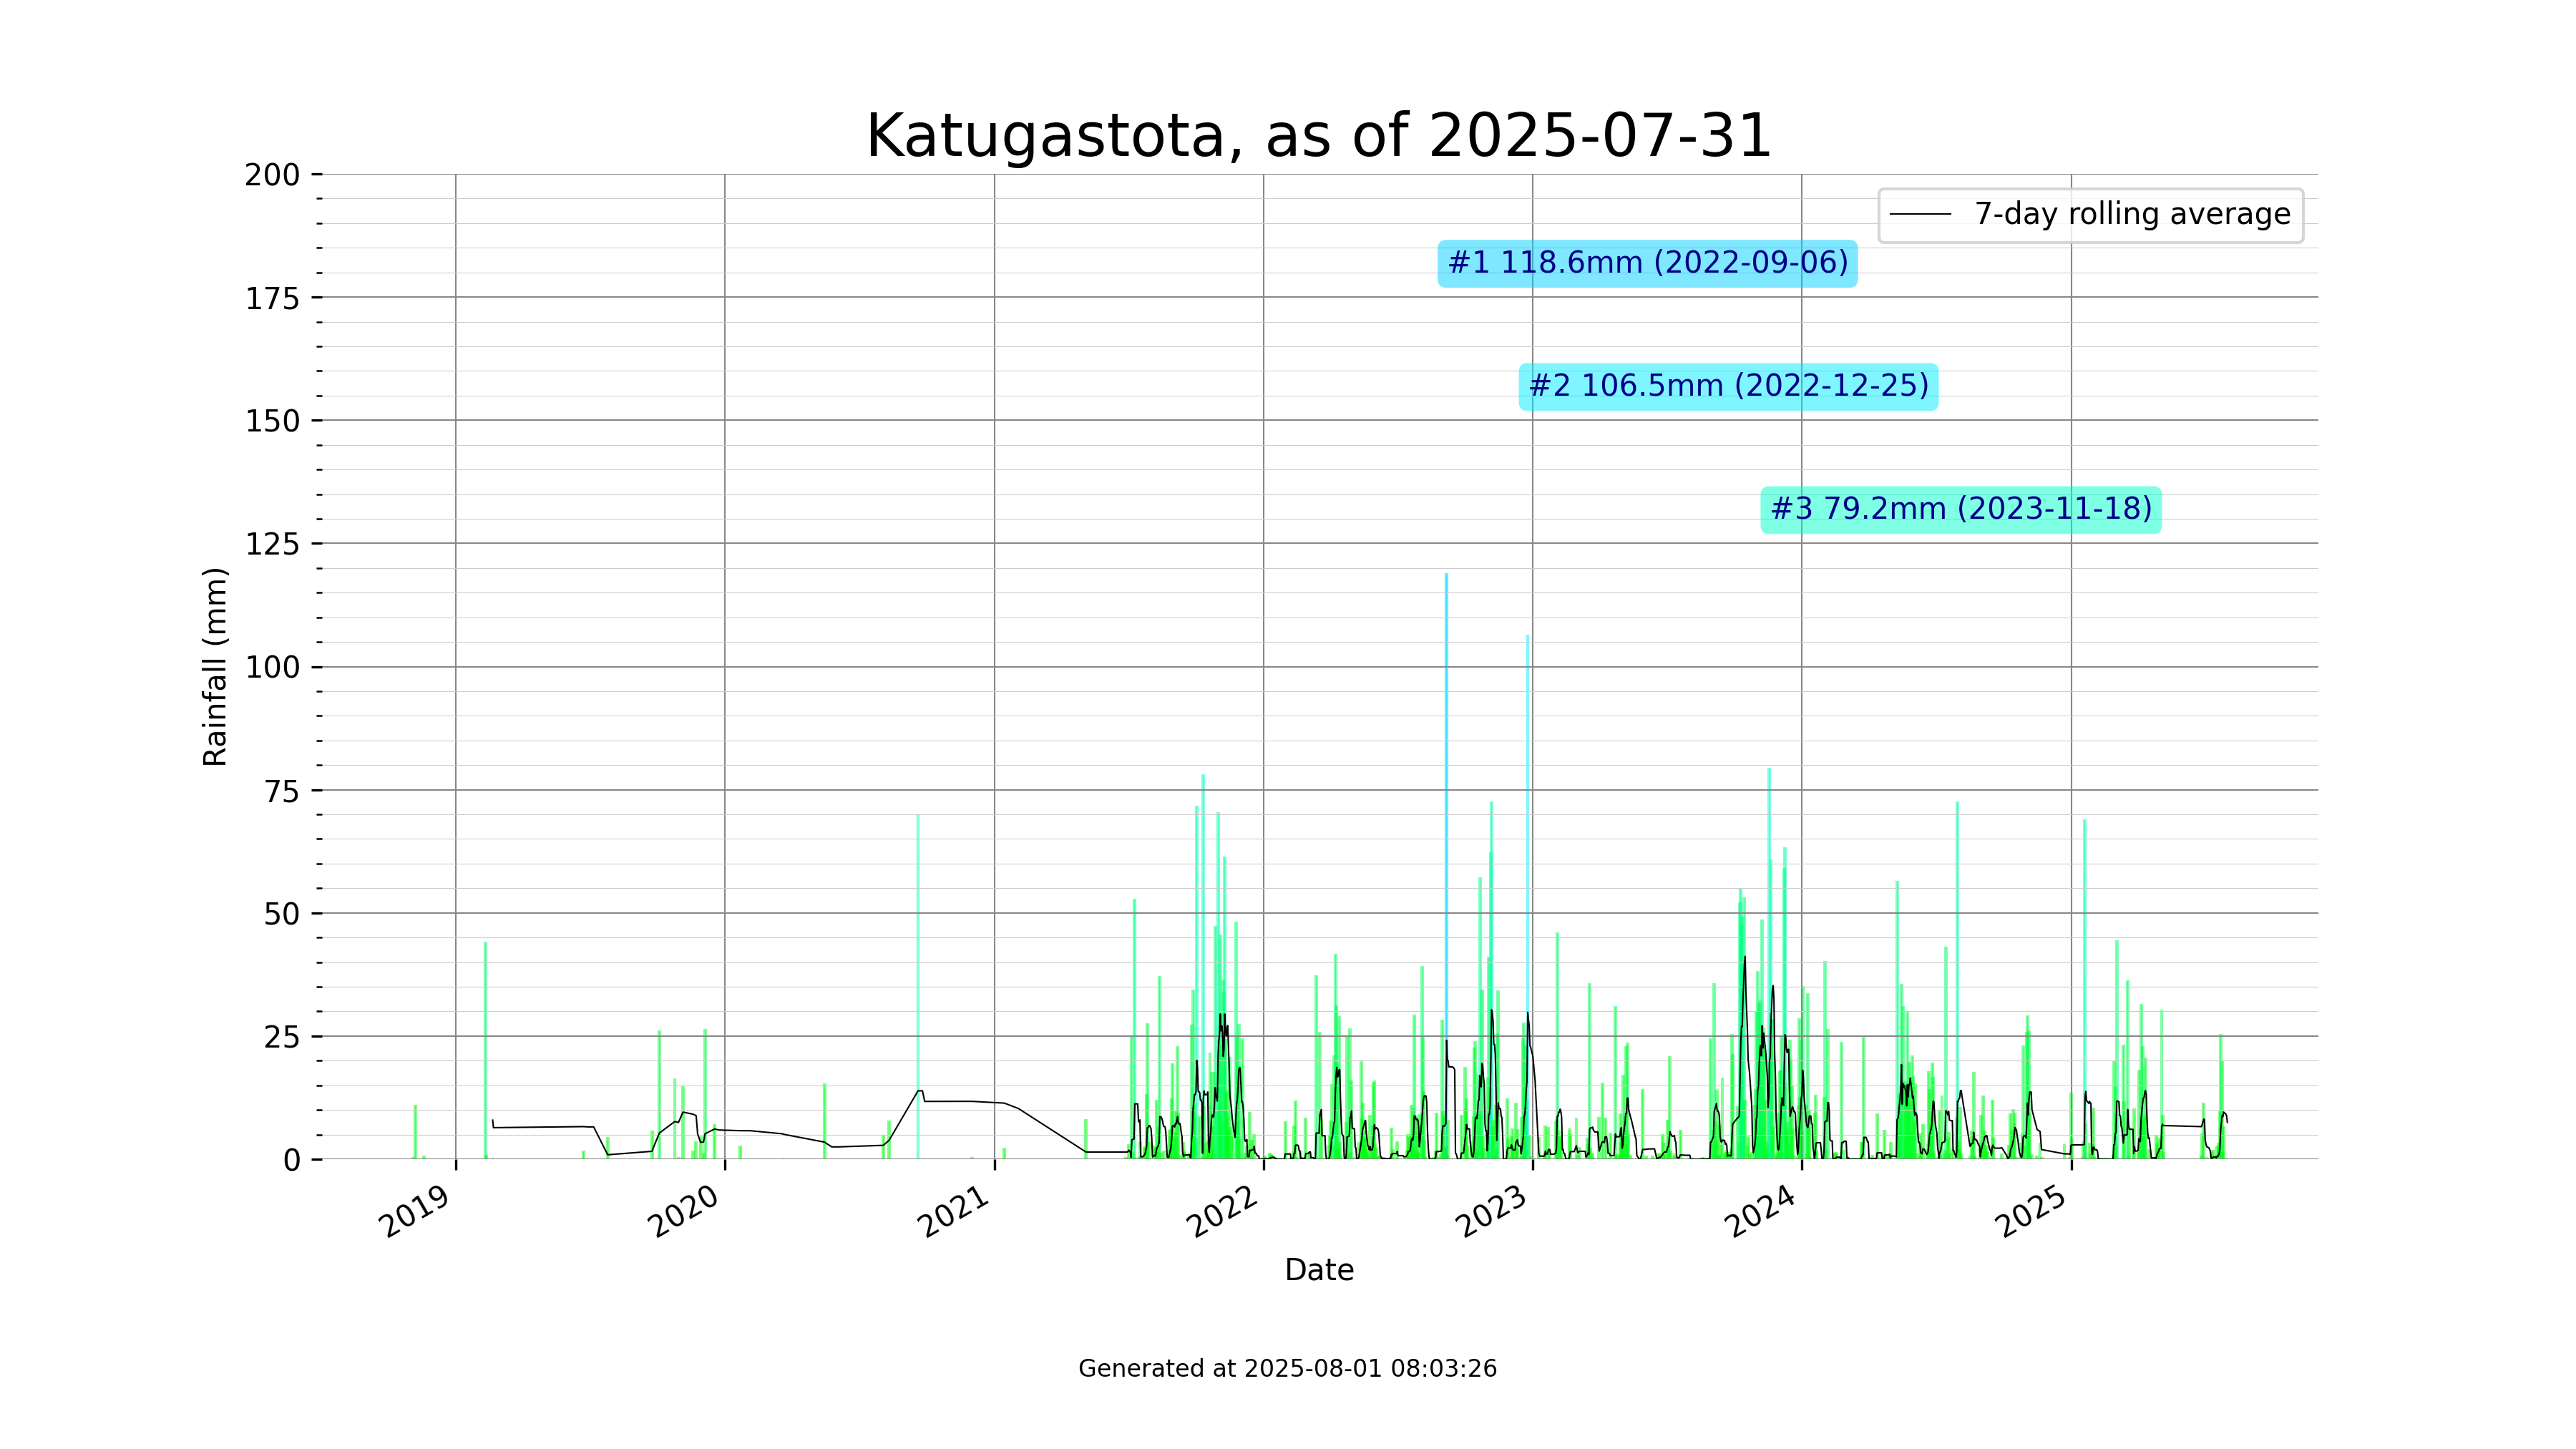 Katugastota, as of 2025-07-31
7-day rolling average
#1 118.6mm (2022-09-06)
#2 106.5mm (2022-12-25)
#3 79.2mm (2023-11-18)
Rainfall (mm)
200
175
150
125
100
75
50
25
0
2019
2020
2021
2022
2023
2024
2025
Date
Generated at 2025-08-01 08:03:26